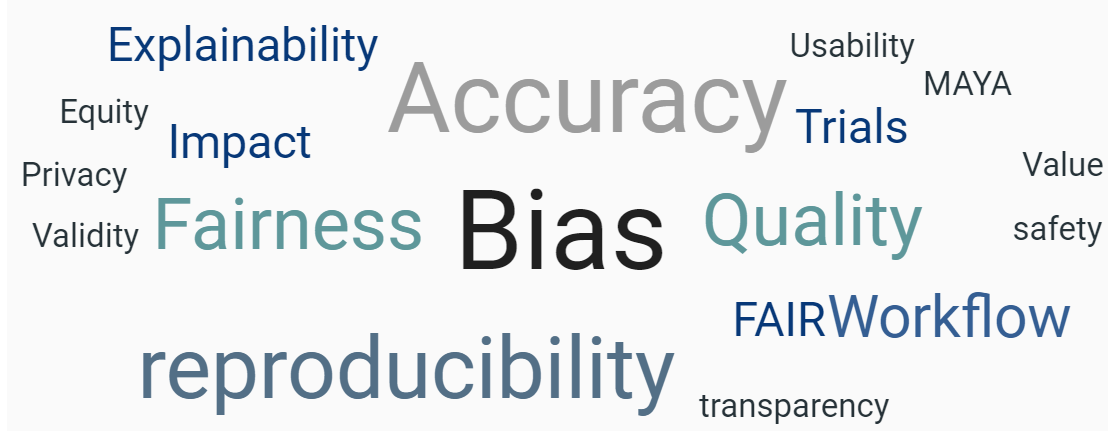 Explainability
Usability
Accuracy
MAYA
Equity
Impact
Trials
Privacy
Value
Validity
Fairness
Bias
Quality
safety
FAIR
Workflow
reproducibility
transparency